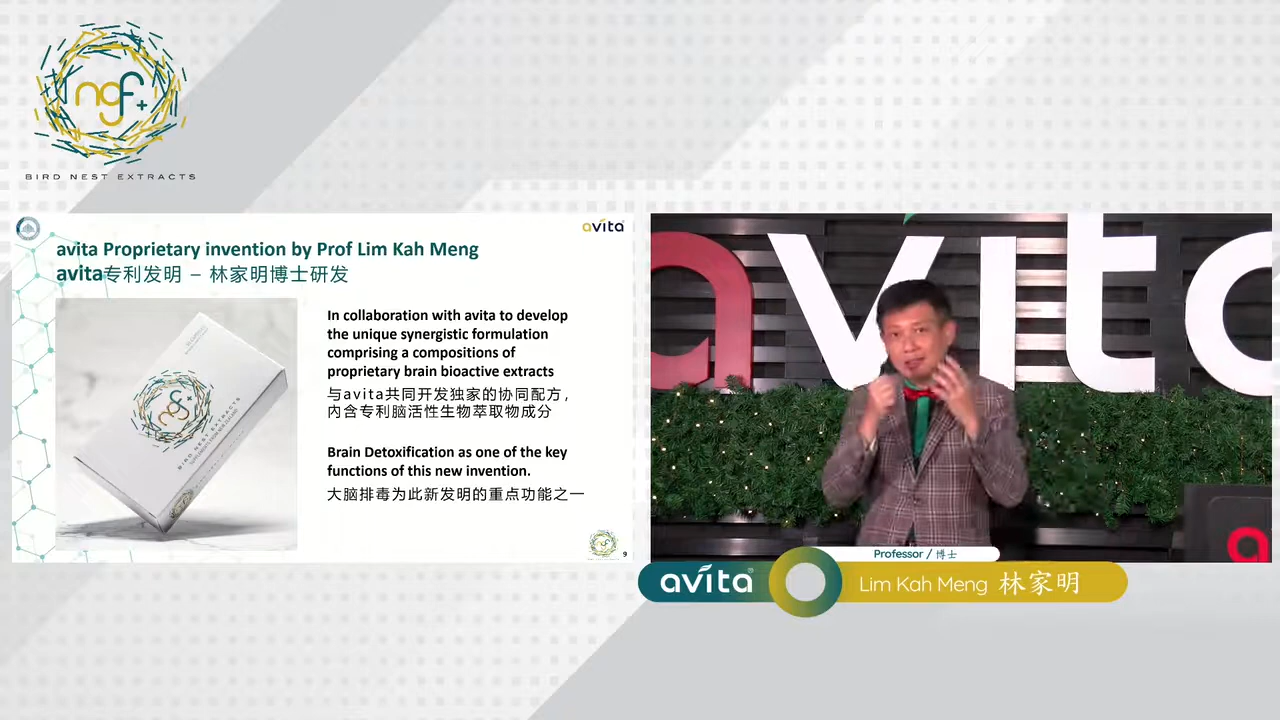 ngf+
BIRD NEST EXTRACTS
avita
avita Proprietary invention by Prof Lim Kah Meng
avita专利发明 – 林家明博士研发
In collaboration with avita to develop
the unique synergistic formulation
comprising a compositions of
proprietary brain bioactive extracts
与avita共同开发独家的协同配方,
内含专利脑活性生物萃取物成分
Brain Detoxification as one of the key
functions of this new invention.
大脑排毒为此新发明的重点功能之一
ngf+
BIRD NEST EXTRACTS
9
avita
a
Professor / 博士
avita®
Lim Kah Meng 林家明